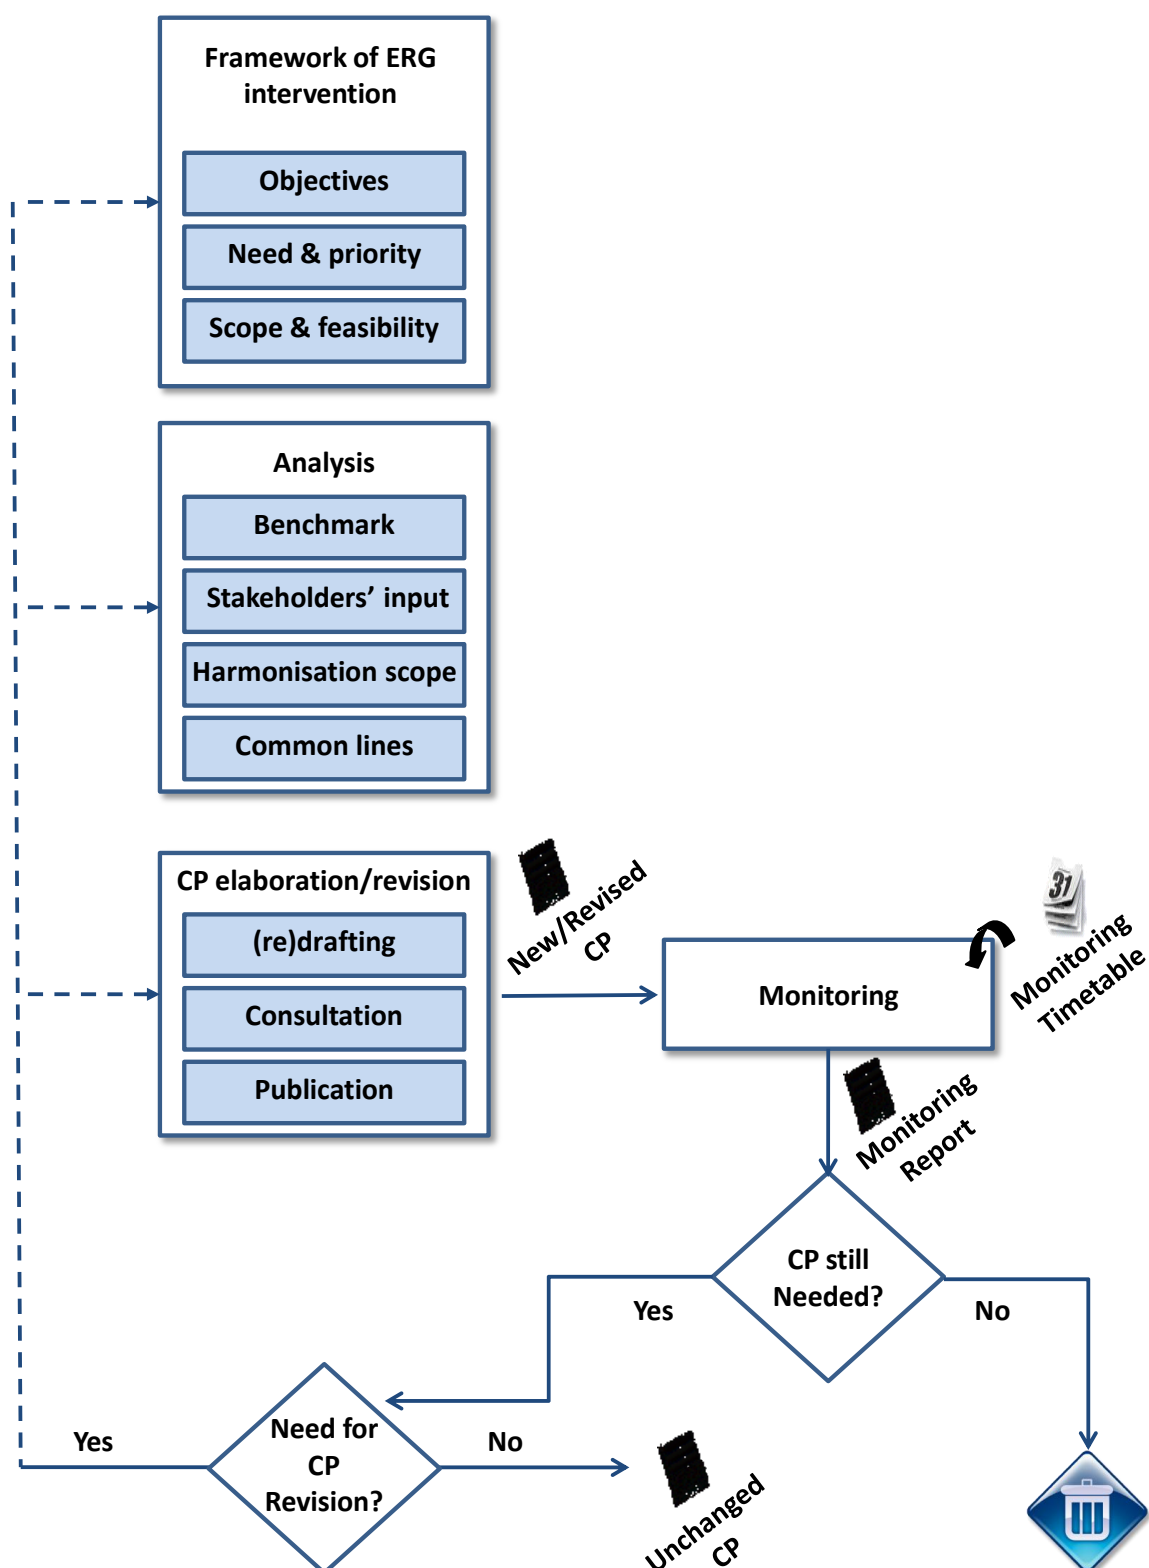 Framework of ERG
intervention
Objectives
Need & priority
Scope & feasibility
Analysis
Benchmark
Stakeholders’ input
Harmonisation scope
Common lines
CP elaboration/revision
(re)drafting
Consultation
Publication
New/Revised
CP
31
Monitoring
Timetable
Monitoring
Monitoring
Report
CP still
Needed?
Yes
No
Need for
CP
Revision?
Yes
No
Unchanged
CP